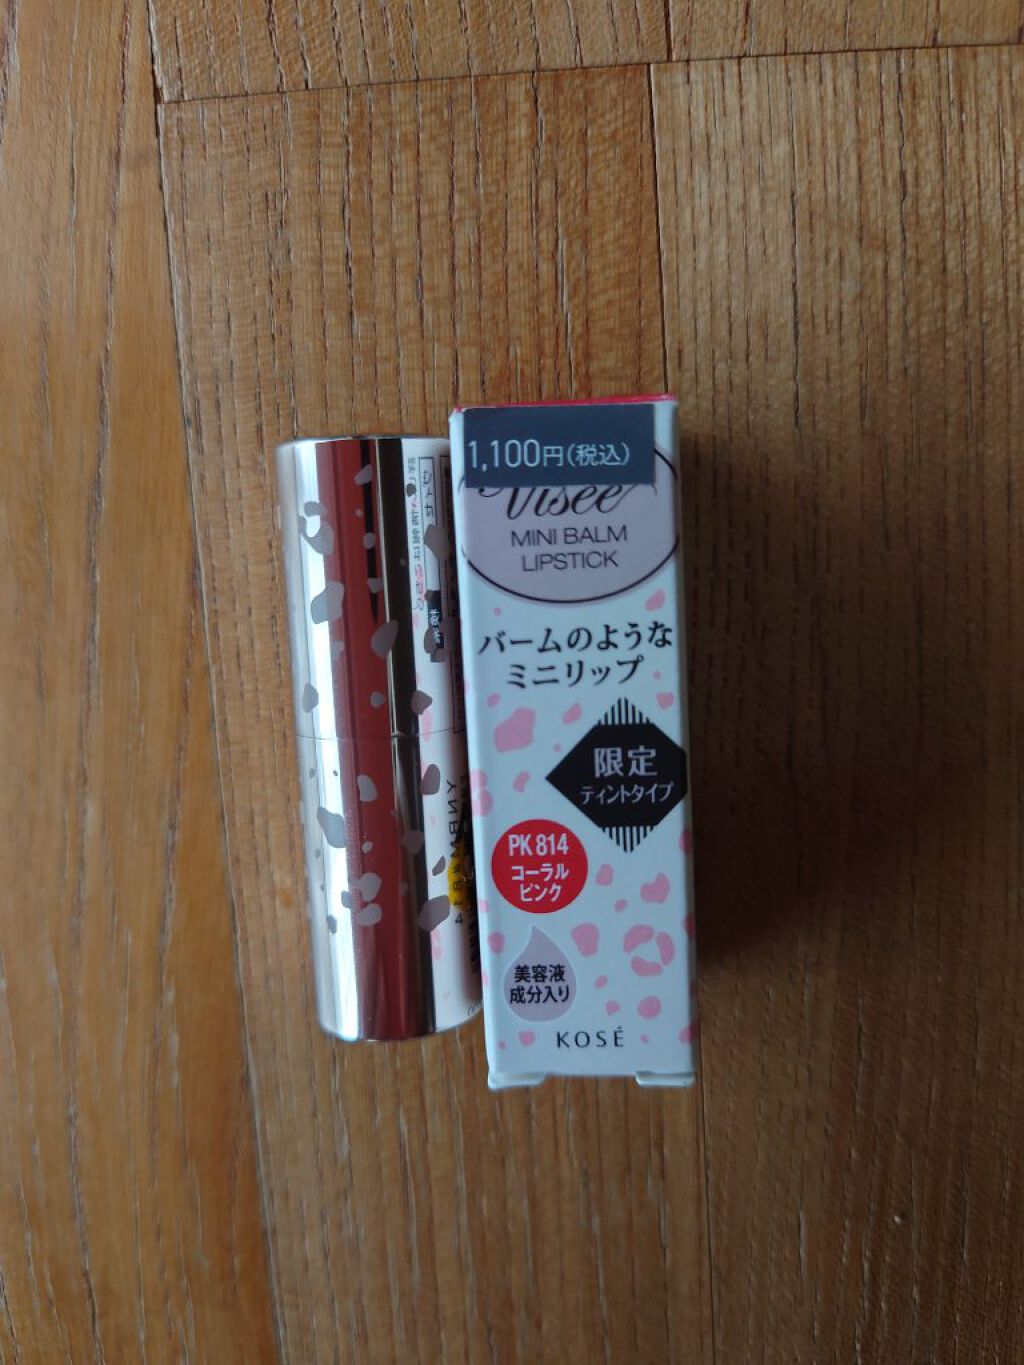 1,100円(税込)
Visée
MINI BALM
LIPSTICK
バームのような
ミニリップ
限定
ティントタイプ
PK 814
コーラル
ピンク
美容液
成分入り
KOSÉ